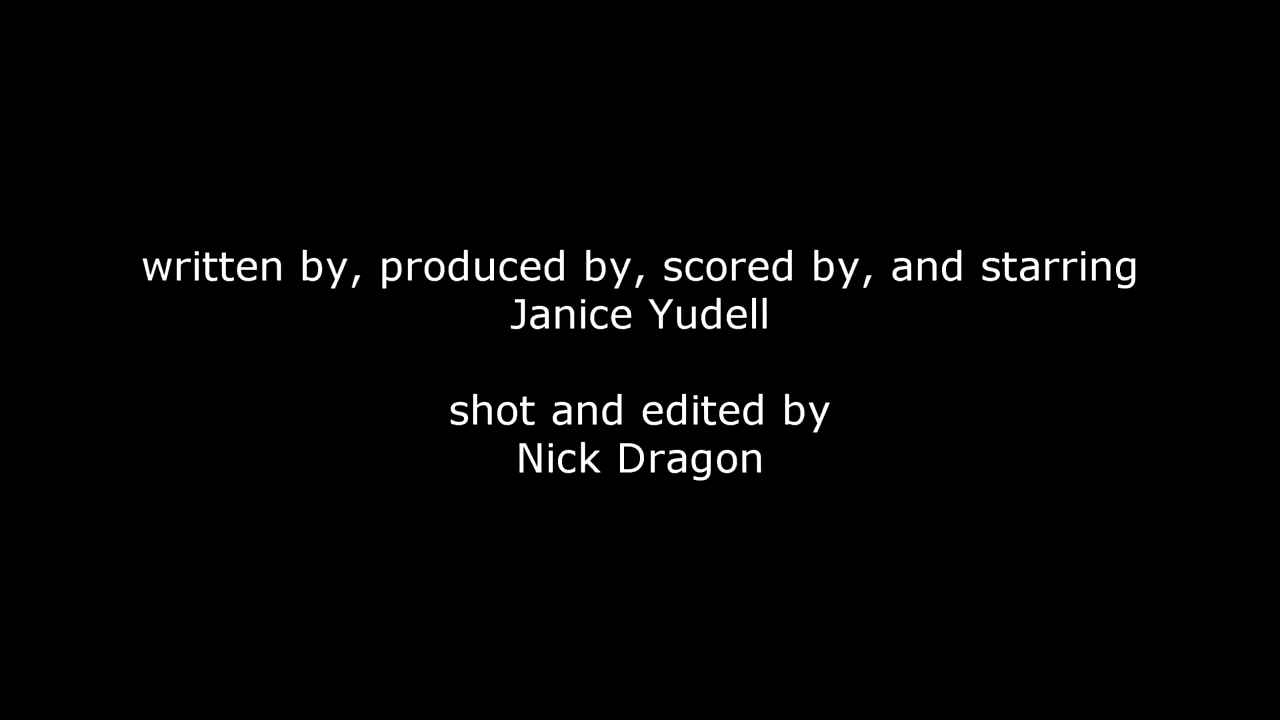 written by, produced by, scored by, and starring
Janice Yudell
shot and edited by
Nick Dragon